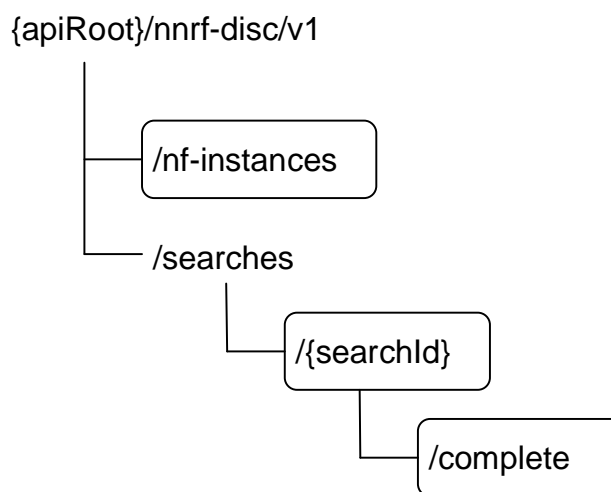 {apiRoot}/nnrf-disc/v1
/nf-instances
/searches
/{searchId}
/complete